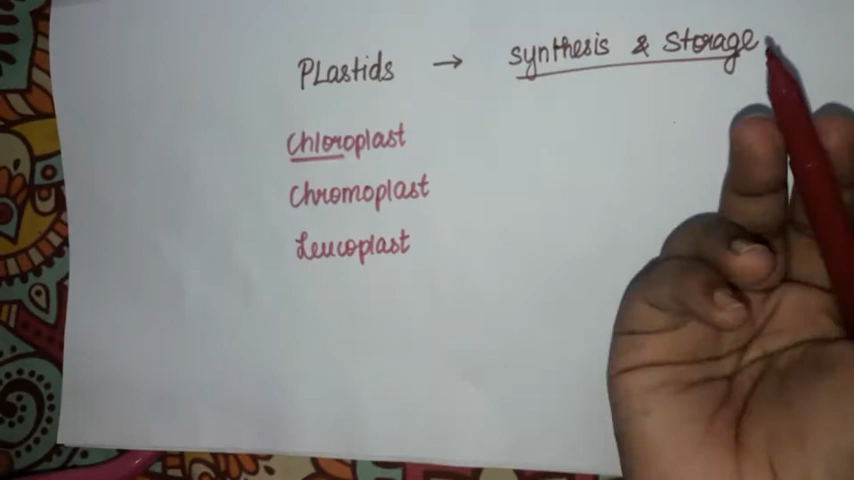 Plastids → synthesis & Storage
Chloroplast
Chromoplast
Leucoplast